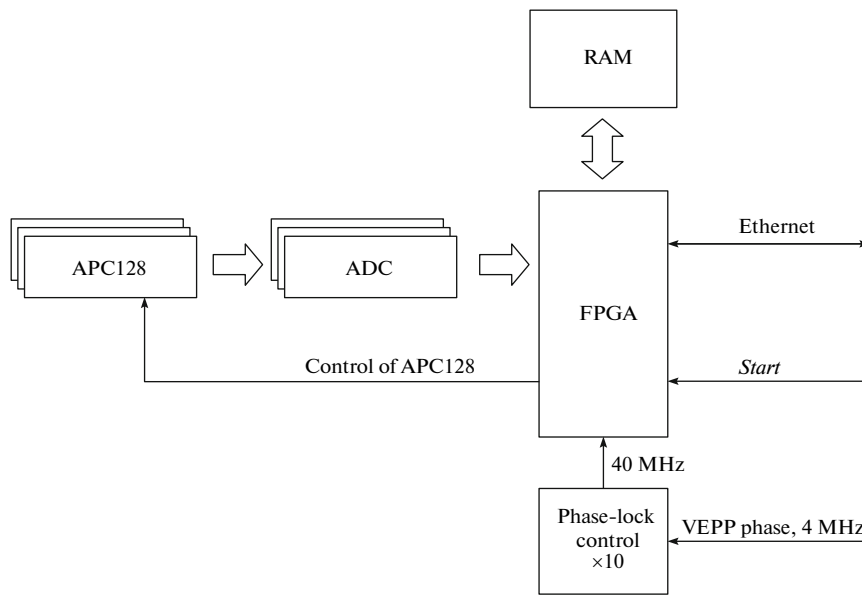 RAM
Ethernet
APC128
ADC
FPGA
Control of APC128
Start
40 MHz
Phase-lock
control
×10
VEPP phase, 4 MHz